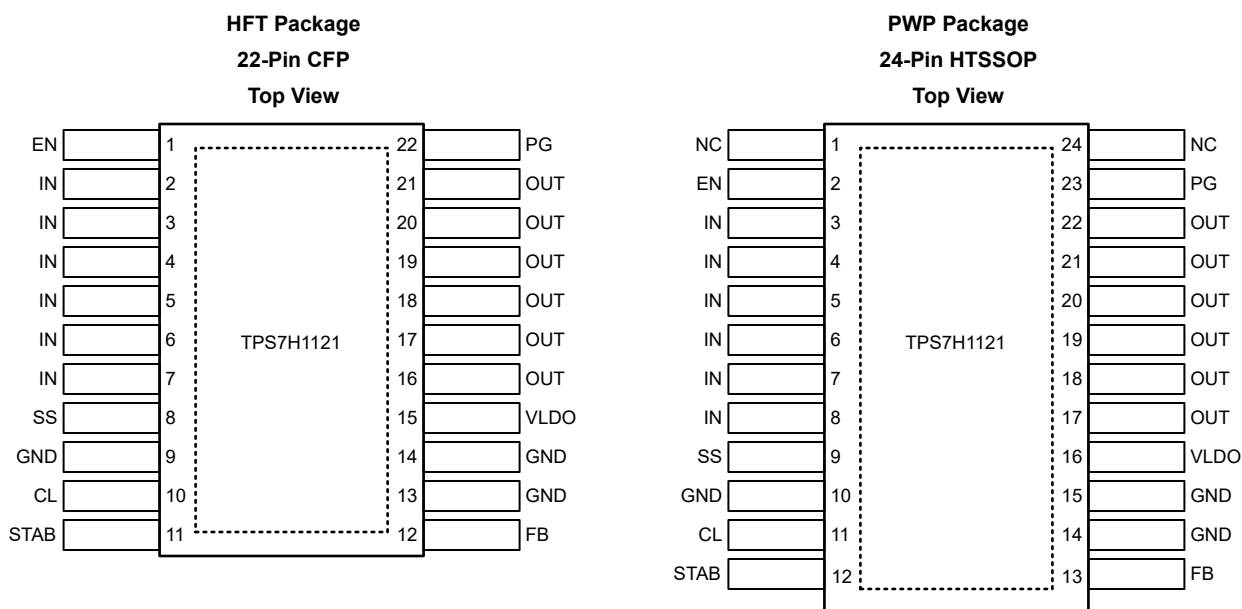 HFT Package
22-Pin CFP
Top View
EN 1 22 PG
IN 2 21 OUT
IN 3 20 OUT
IN 4 19 OUT
IN 5 18 OUT
IN 6 TPS7H1121 17 OUT
IN 7 16 OUT
SS 8 15 VLDO
GND 9 14 GND
CL 10 13 GND
STAB 11 12 FB
PWP Package
24-Pin HTSSOP
Top View
NC 1 24 NC
EN 2 23 PG
IN 3 22 OUT
IN 4 21 OUT
IN 5 20 OUT
IN 6 TPS7H1121 19 OUT
IN 7 18 OUT
IN 8 17 OUT
SS 9 16 VLDO
GND 10 15 GND
CL 11 14 GND
STAB 12 13 FB